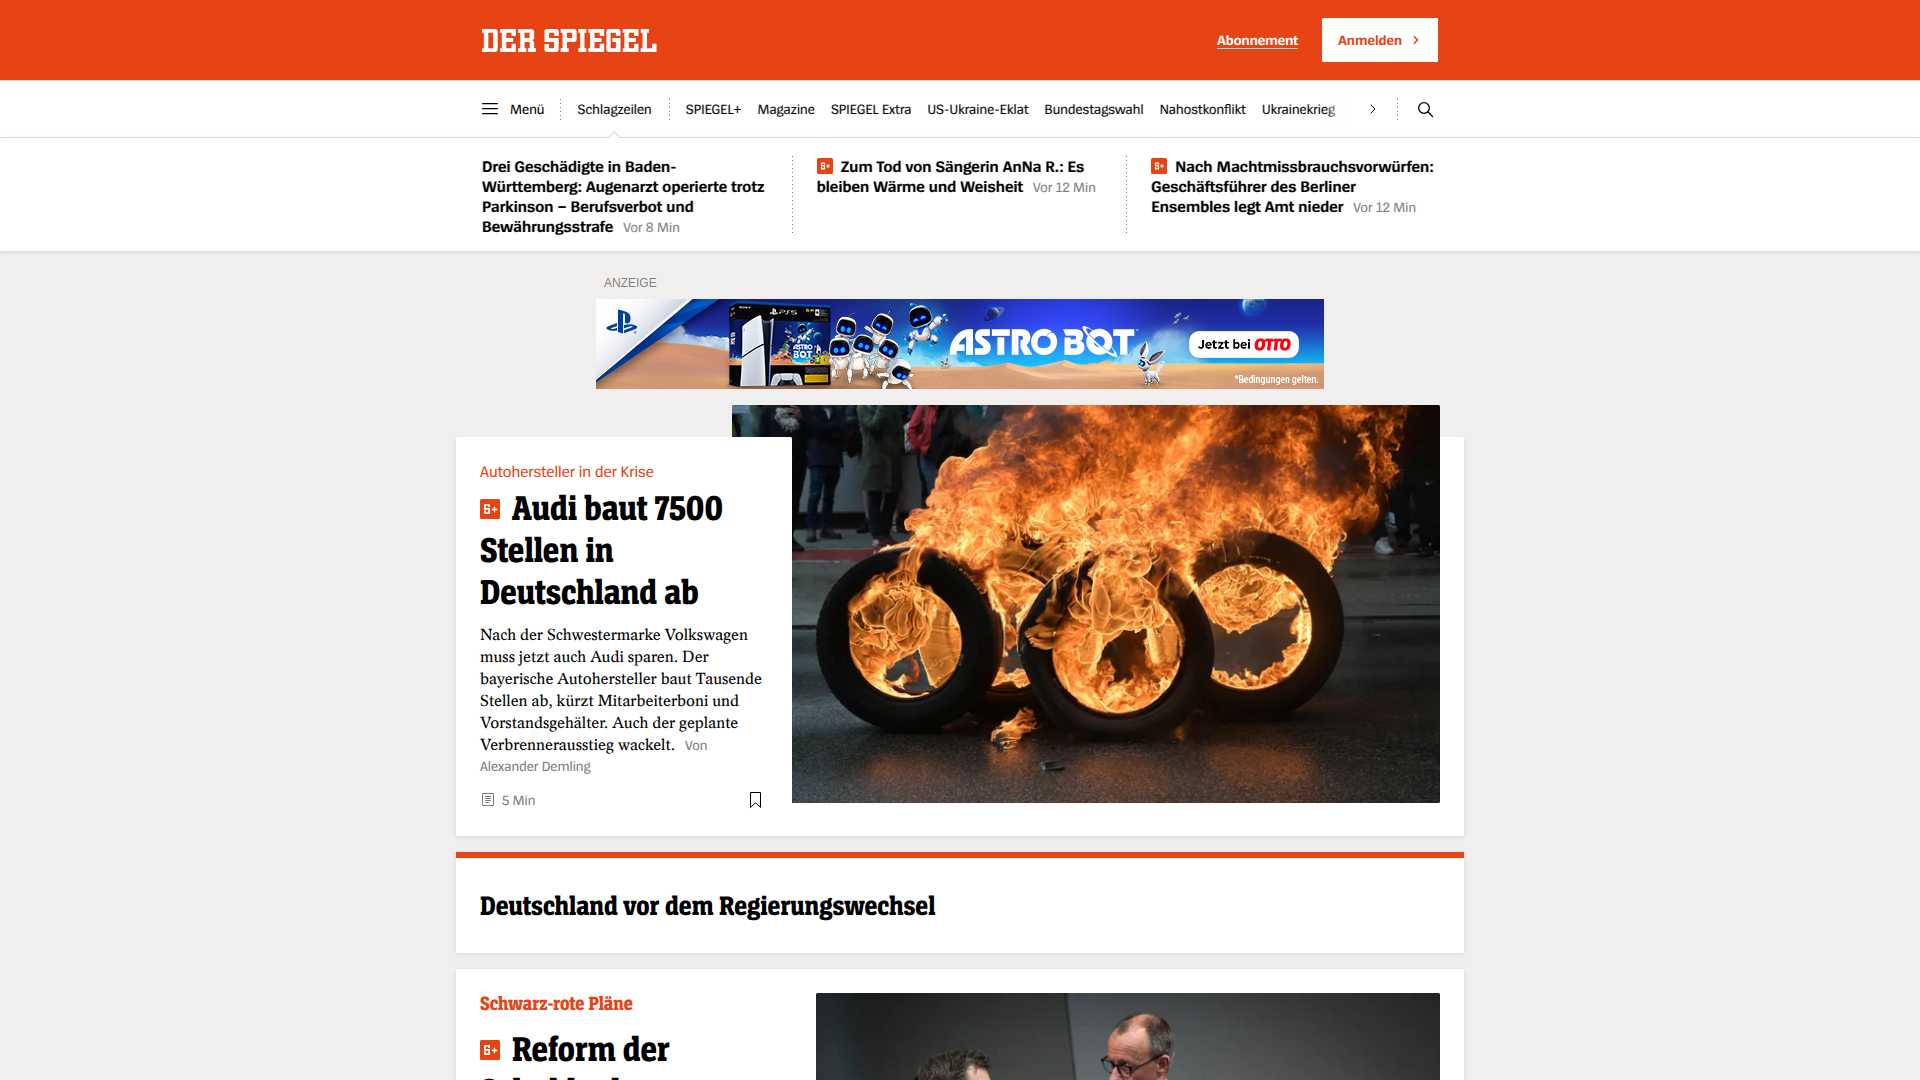 DER SPIEGEL
Abonnement
Anmelden
Menü
Schlagzeilen
SPIEGEL+
Magazine
SPIEGEL Extra
US-Ukraine-Eklat
Bundestagswahl
Nahostkonflikt
Ukrainekrieg
Drei Geschädigte in Baden-
Württemberg: Augenarzt operierte trotz
Parkinson – Berufsverbot und
Bewährungsstrafe Vor 8 Min
S+ Zum Tod von Sängerin AnNa R.: Es
bleiben Wärme und Weisheit Vor 12 Min
S+ Nach Machtmissbrauchsvorwürfen:
Geschäftsführer des Berliner
Ensembles legt Amt nieder Vor 12 Min
ANZEIGE
PS5
ASTRO
BOT
ASTRO BOT
Jetzt bei OTTO
*Bedingungen gelten.
Autohersteller in der Krise
S+ Audi baut 7500
Stellen in
Deutschland ab
Nach der Schwestermarke Volkswagen
muss jetzt auch Audi sparen. Der
bayerische Autohersteller baut Tausende
Stellen ab, kürzt Mitarbeiterboni und
Vorstandsgehälter. Auch der geplante
Verbrennerausstieg wackelt. Von
Alexander Demling
5 Min
Deutschland vor dem Regierungswechsel
Schwarz-rote Pläne
S+ Reform der